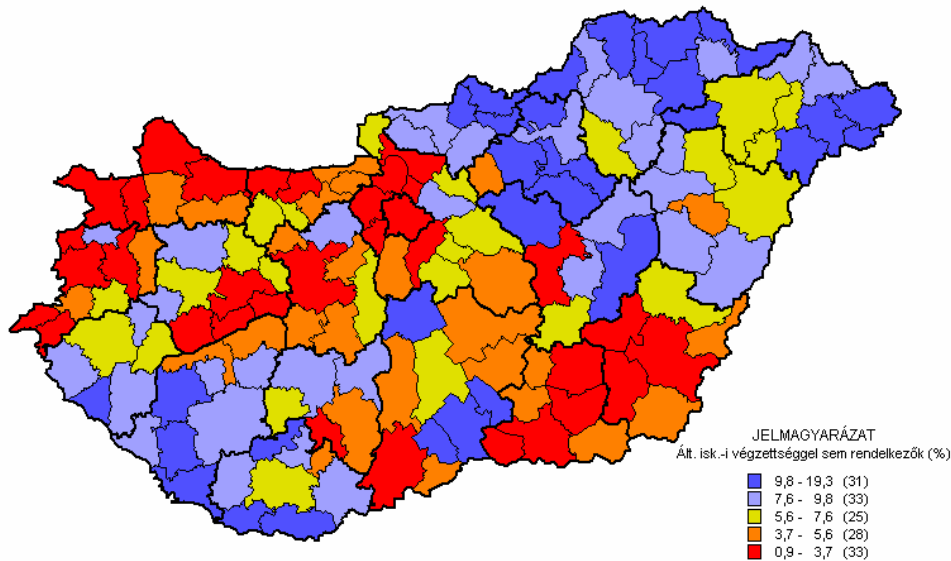 JELMAGYARÁZAT
Ált. isk.-i végzettséggel sem rendelkezők (%)
9,8 - 19,3 (31)
7,6 - 9,8 (33)
5,6 - 7,6 (25)
3,7 - 5,6 (28)
0,9 - 3,7 (33)